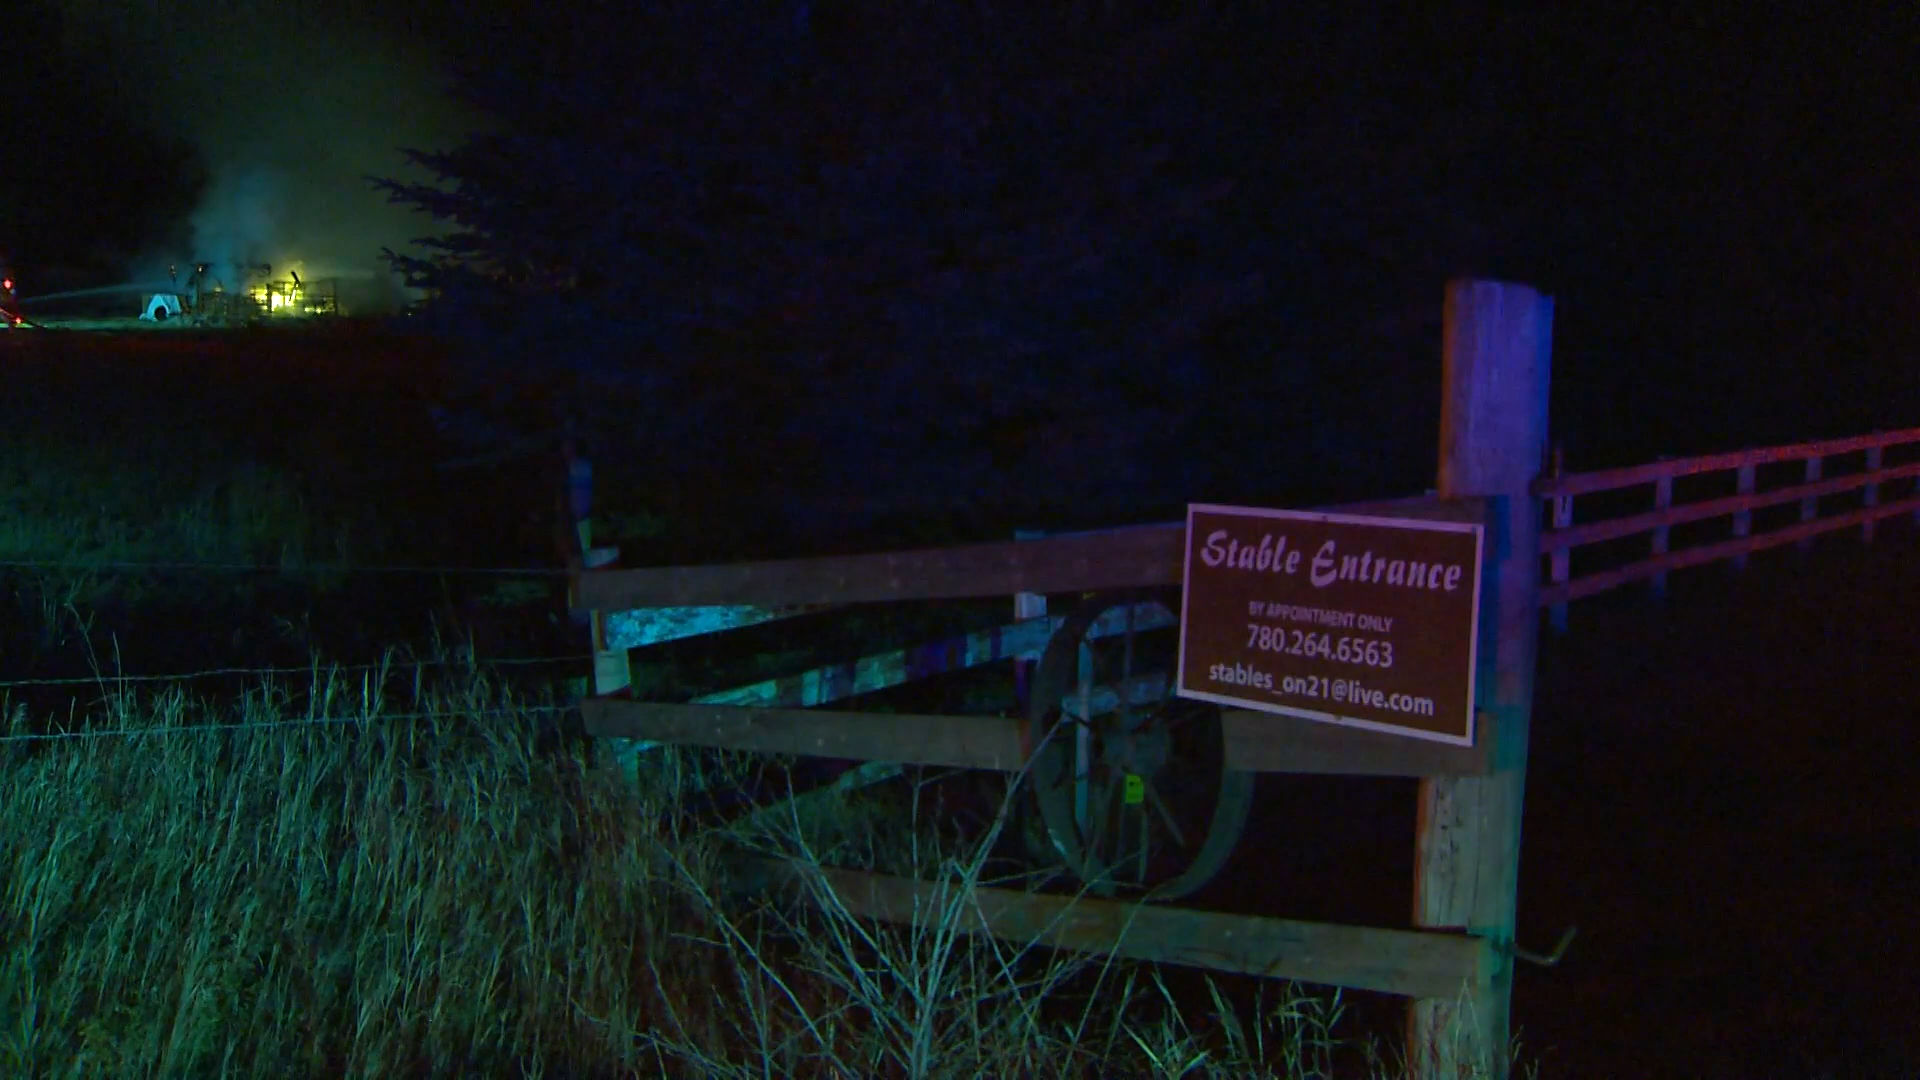 Stable Entrance
BY APPOINTMENT ONLY
780.264.6563
stables_on21@live.com